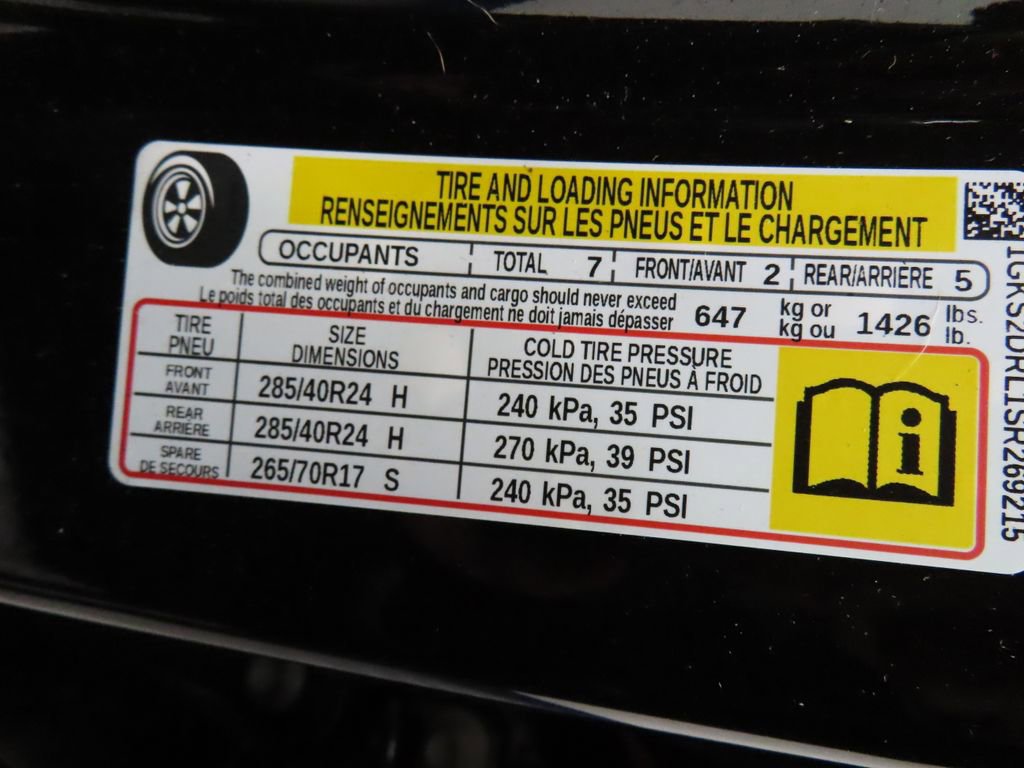 TIRE AND LOADING INFORMATION
RENSEIGNEMENTS SUR LES PNEUS ET LE CHARGEMENT
OCCUPANTS TOTAL 7 FRONT/AVANT 2 REAR/ARRIÈRE 5
The combined weight of occupants and cargo should never exceed
Le poids total des occupants et du chargement ne doit jamais dépasser
647 kg or 1426 lbs.
kg ou lb.
TIRE SIZE COLD TIRE PRESSURE
PNEU DIMENSIONS PRESSION DES PNEUS À FROID
FRONT
AVANT 285/40R24 H 240 kPa, 35 PSI
REAR
ARRIÈRE 285/40R24 H 270 kPa, 39 PSI
SPARE
DE SECOURS 265/70R17 S 240 kPa, 35 PSI
i
1GKS2DRL1SR269215